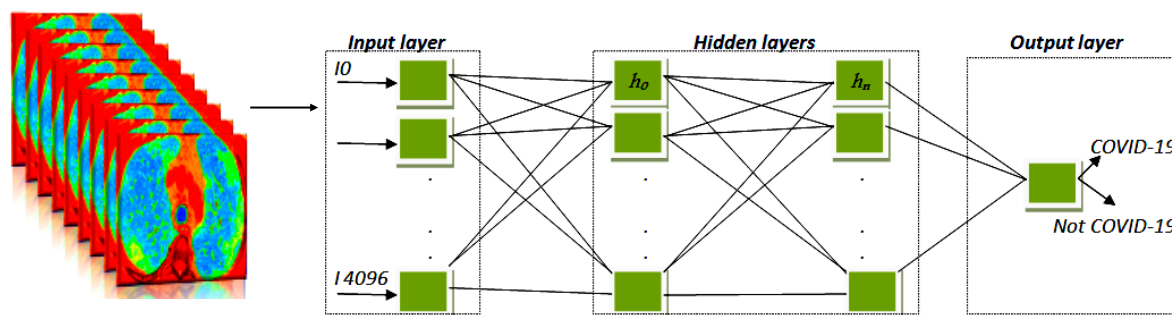 Input layer
Hidden layers
Output layer
I0
h0
hn
COVID-19
Not COVID-19
I 4096